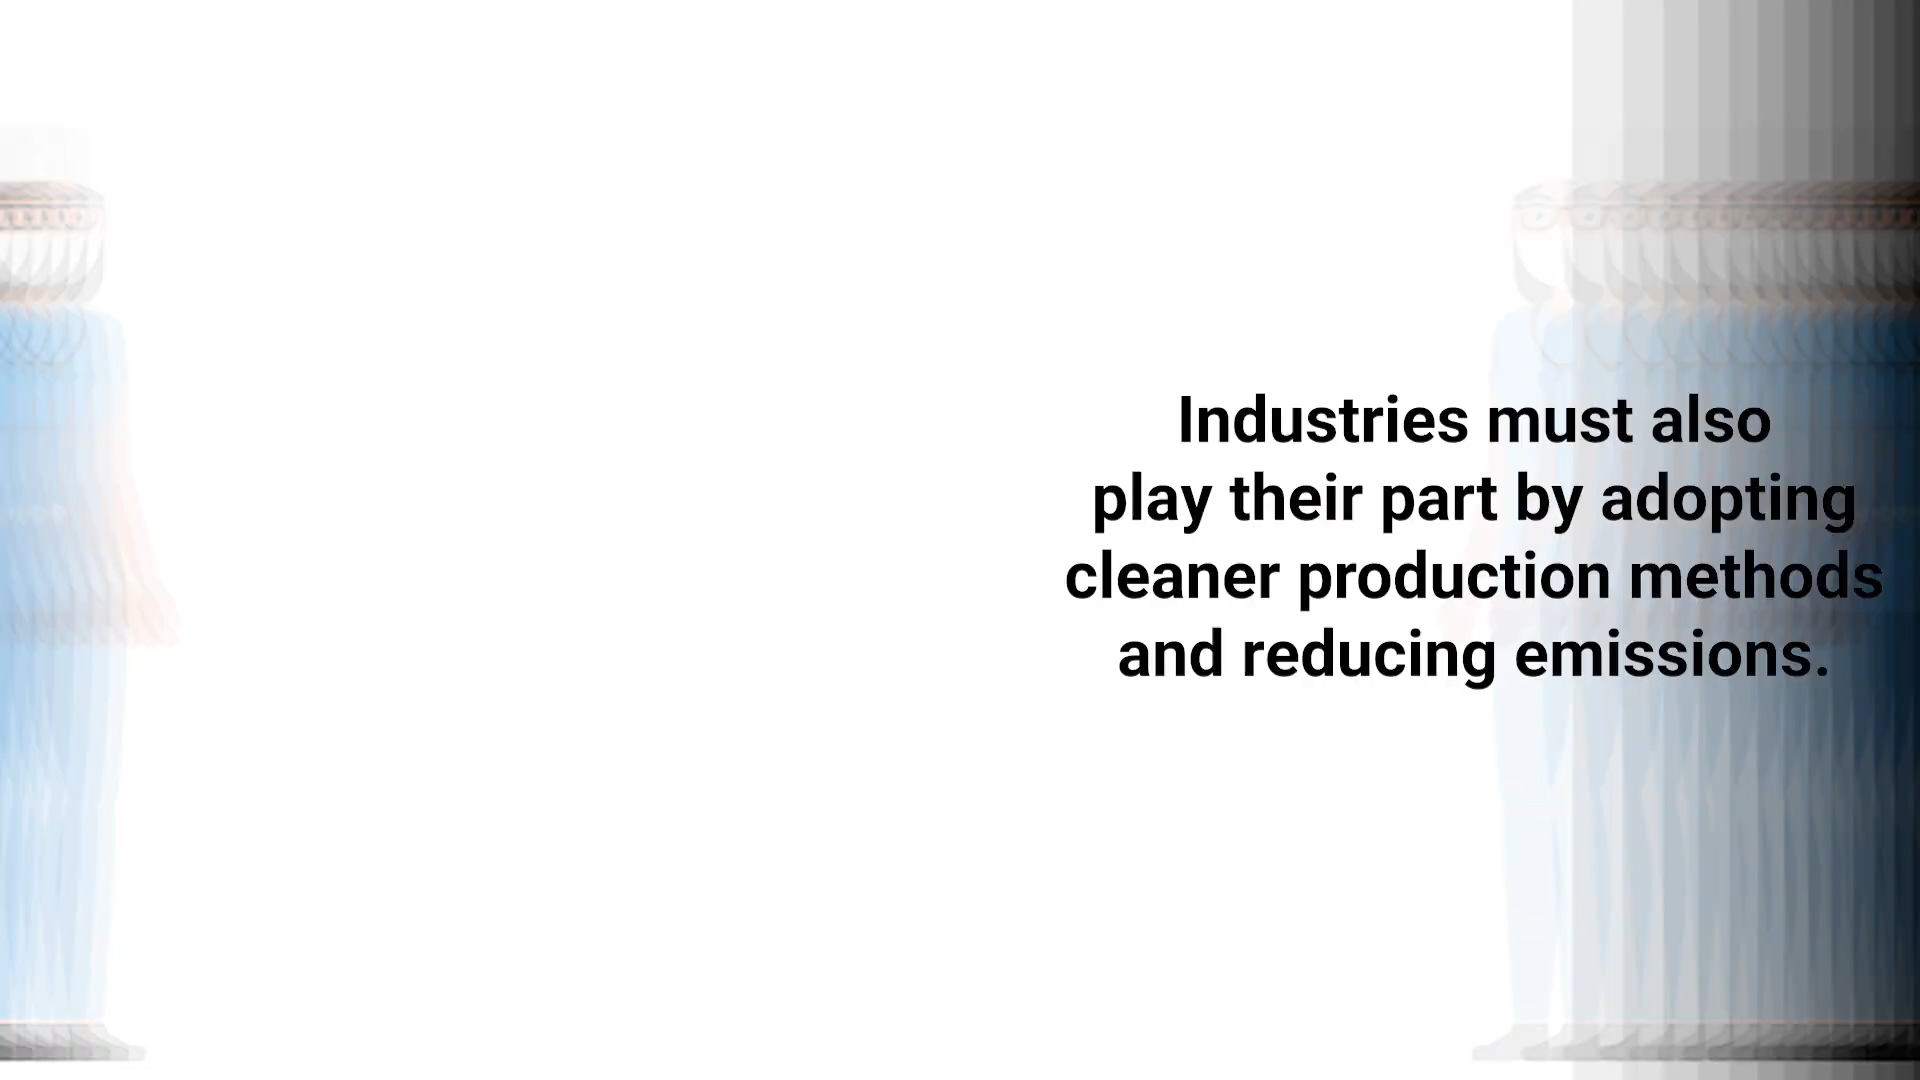 Industries must also
play their part by adopting
cleaner production methods
and reducing emissions.